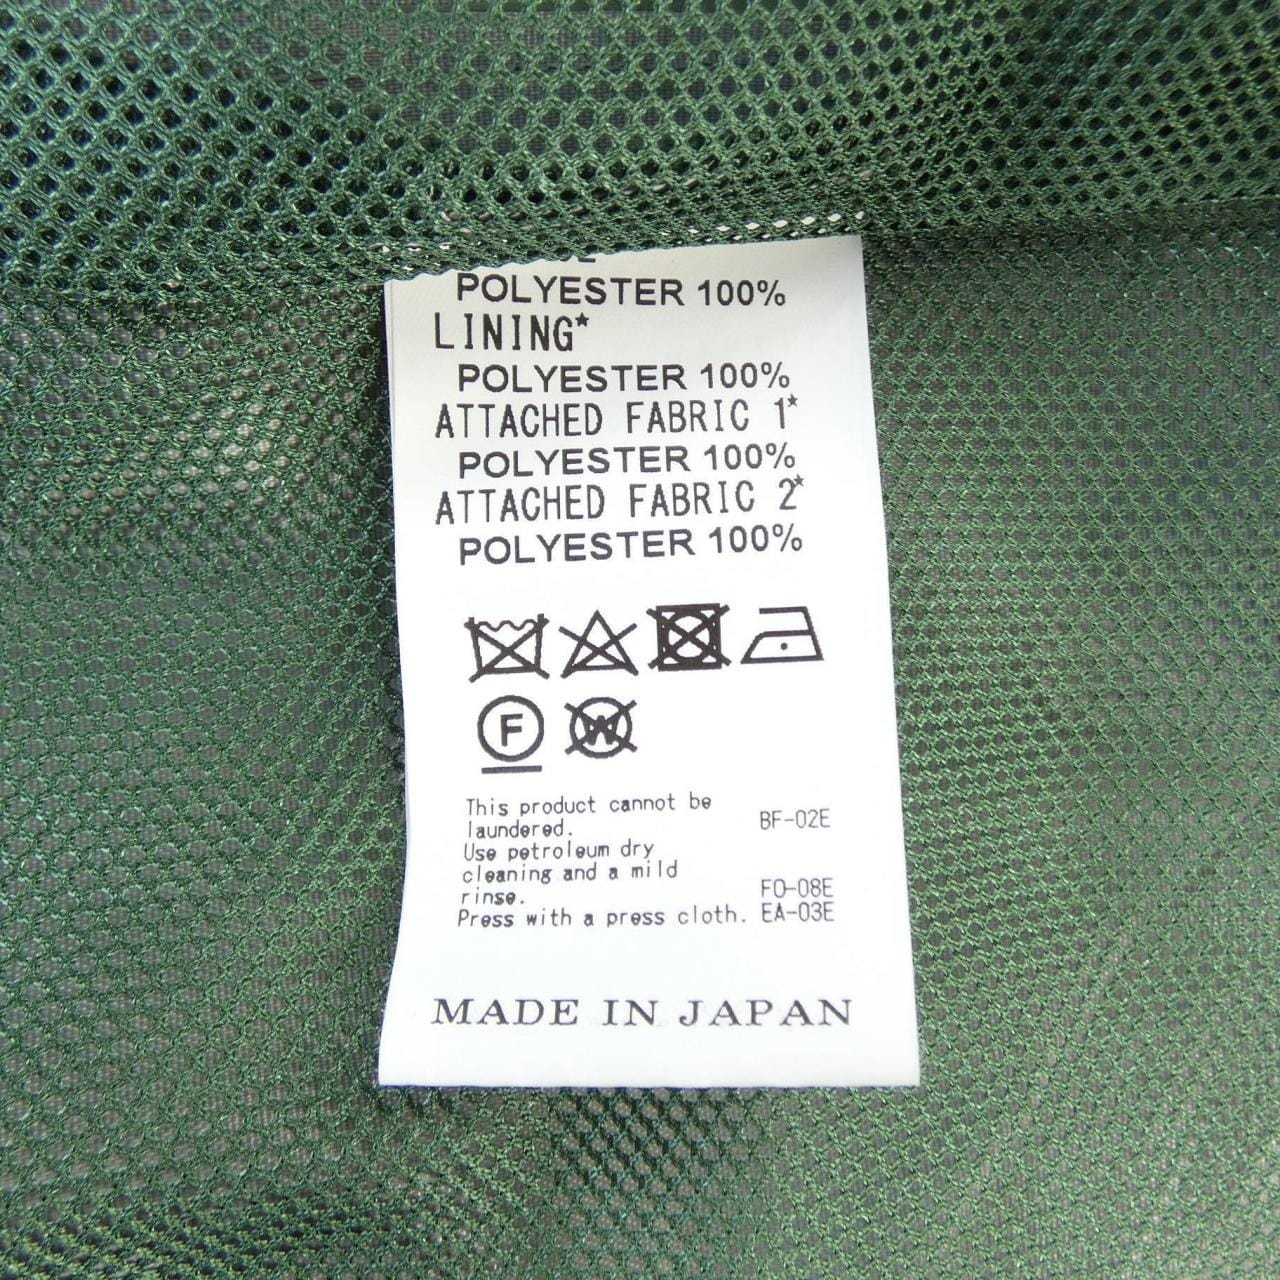 POLYESTER 100%
LINING*
POLYESTER 100%
ATTACHED FABRIC 1*
POLYESTER 100%
ATTACHED FABRIC 2*
POLYESTER 100%
F W
This product cannot be
laundered. BF-02E
Use petroleum dry
cleaning and a mild
rinse. FO-08E
Press with a press cloth. EA-03E
MADE IN JAPAN